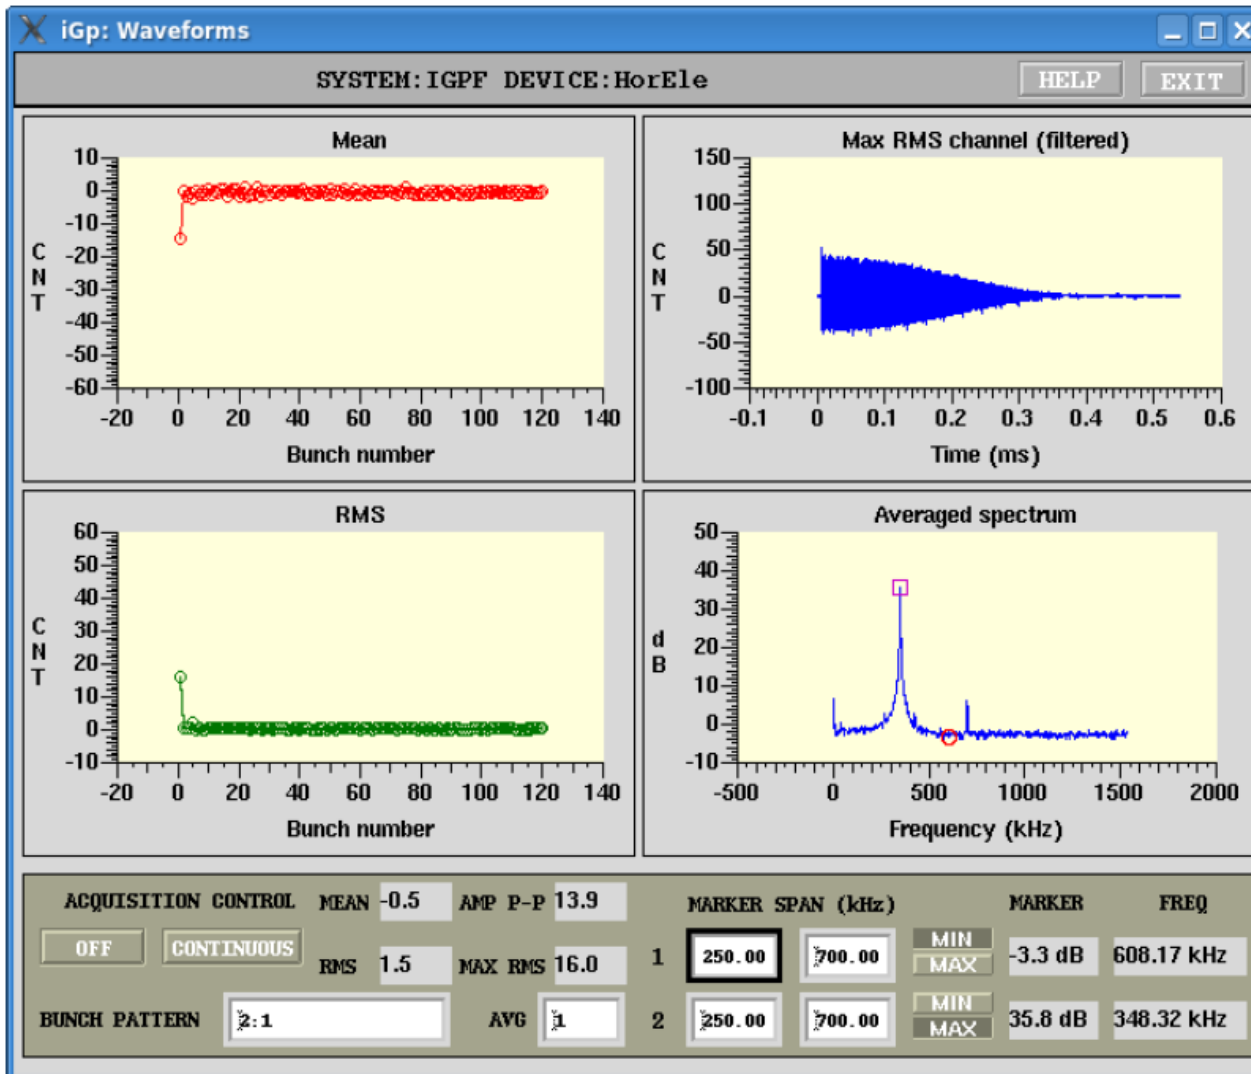 iGp: Waveforms
SYSTEM:IGPF DEVICE:HorEle
HELP
EXIT
Mean
10
0
-10
-20
-30
-40
-50
-60
CNT
-20 0 20 40 60 80 100 120 140
Bunch number
Max RMS channel (filtered)
150
100
50
0
-50
-100
CNT
-0.1 0 0.1 0.2 0.3 0.4 0.5 0.6
Time (ms)
RMS
60
50
40
30
20
10
0
-10
CNT
-20 0 20 40 60 80 100 120 140
Bunch number
Averaged spectrum
50
40
30
20
10
0
-10
dB
-500 0 500 1000 1500 2000
Frequency (kHz)
ACQUISITION CONTROL
OFF
CONTINUOUS
MEAN -0.5 AMP P-P 13.9
RMS 1.5 MAX RMS 16.0
BUNCH PATTERN 2:1
AVG 1
MARKER SPAN (kHz) MARKER FREQ
1 250.00 700.00 MIN MAX -3.3 dB 608.17 kHz
2 250.00 700.00 MIN MAX 35.8 dB 348.32 kHz